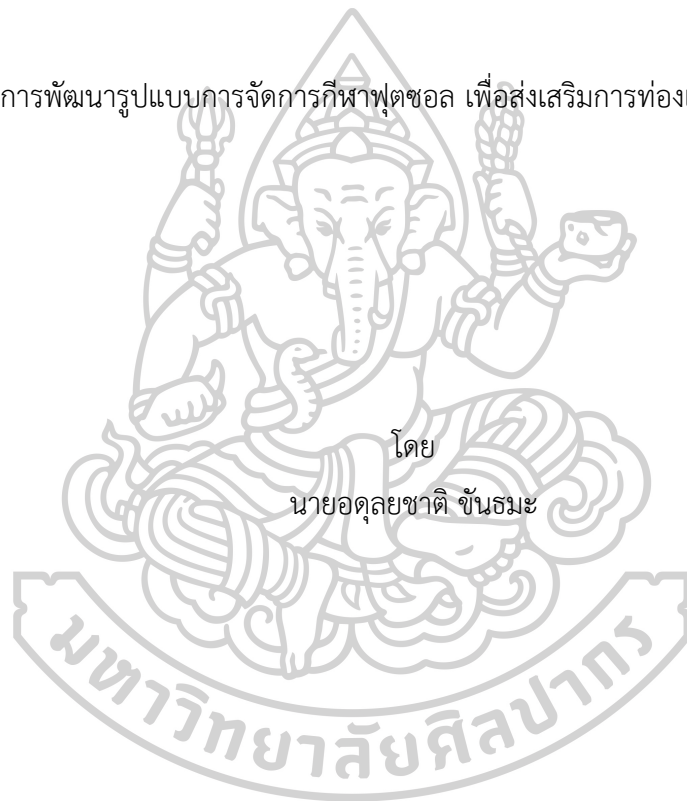 การพัฒนารูปแบบการจัดการกีฬาฟุตซอล เพื่อส่งเสริมการท่อง
โดย
นายอดุลยชาติ ขันธมะ
มหาวิทยาลัยศิลปากร